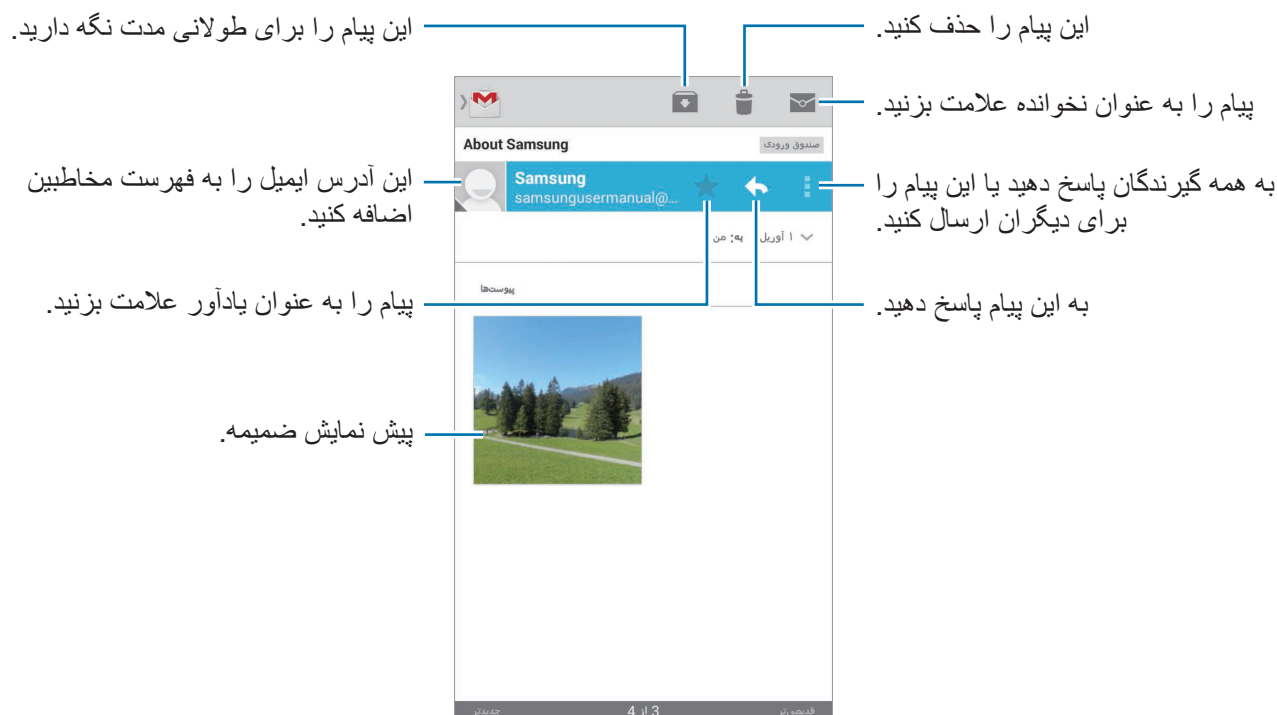 این پیام را حذف کنید.
این پیام را برای طولانی مدت نگه دارید.
پیام را به عنوان نخوانده علامت بزنید.
About Samsung
صندوق ورودی
Samsung
samsungusermanual@...
به همه گیرندگان پاسخ دهید یا این پیام را
برای دیگران ارسال کنید.
این آدرس ایمیل را به فهرست مخاطبین
اضافه کنید.
۱ آوریل به: من
پیوست‌ها
به این پیام پاسخ دهید.
پیام را به عنوان یادآور علامت بزنید.
پیش نمایش ضمیمه.
قدیمی‌تر
3 از 4
جدیدتر